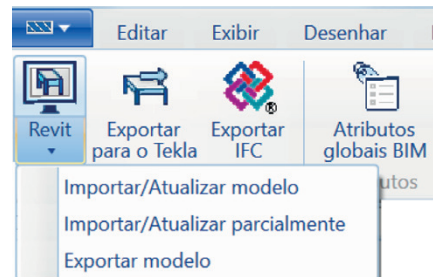 Editar Exibir Desenhar
Revit Exportar para o Tekla Exportar IFC Atributos globais BIM
utos
Importar/Atualizar modelo
Importar/Atualizar parcialmente
Exportar modelo